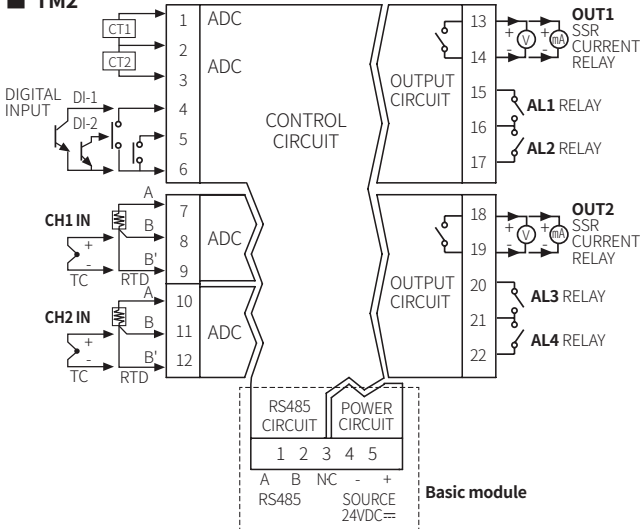 ■ TM2
CT1
CT2
1 ADC
2
3 ADC
DIGITAL
INPUT
DI-1
DI-2
4
5
6
CONTROL
CIRCUIT
OUTPUT
CIRCUIT
13
14
15
16
17
+ V + mA
- -
OUT1
SSR
CURRENT
RELAY
AL1 RELAY
AL2 RELAY
CH1 IN
+
-
TC
A
B
B'
RTD
7
8
9
ADC
CH2 IN
+
-
TC
A
B
B'
RTD
10
11
12
ADC
OUTPUT
CIRCUIT
18
19
20
21
22
+ V + mA
- -
OUT2
SSR
CURRENT
RELAY
AL3 RELAY
AL4 RELAY
RS485
CIRCUIT
POWER
CIRCUIT
1 2 3 4 5
A B N·C - +
RS485
SOURCE
24VDC⎓
Basic module